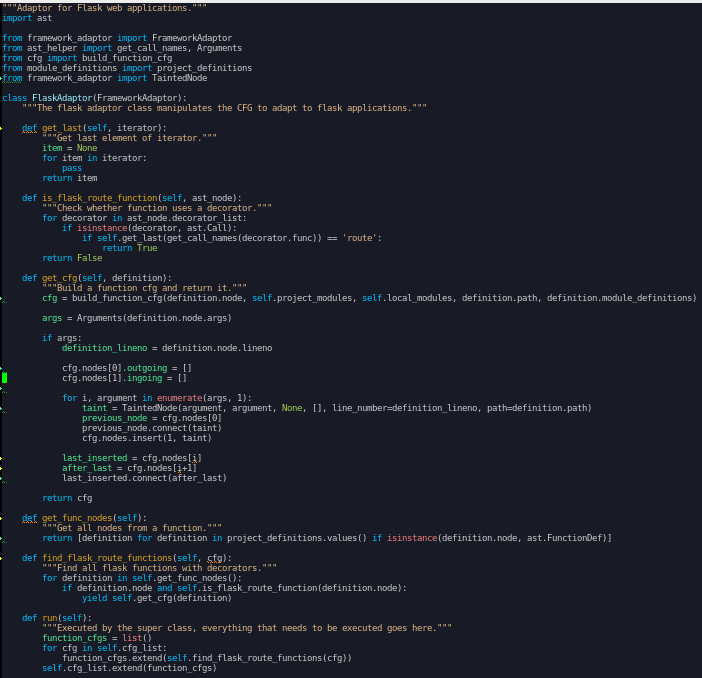 """Adaptor for Flask web applications."""
import ast

from framework_adaptor import FrameworkAdaptor
from ast_helper import get_call_names, Arguments
from cfg import build_function_cfg
from module_definitions import project_definitions
from framework_adaptor import TaintedNode

class FlaskAdaptor(FrameworkAdaptor):
    """The flask adaptor class manipulates the CFG to adapt to flask applications."""

    def get_last(self, iterator):
        """Get last element of iterator."""
        item = None
        for item in iterator:
            pass
        return item

    def is_flask_route_function(self, ast_node):
        """Check whether function uses a decorator."""
        for decorator in ast_node.decorator_list:
            if isinstance(decorator, ast.Call):
                if self.get_last(get_call_names(decorator.func)) == 'route':
                    return True
        return False

    def get_cfg(self, definition):
        """Build a function cfg and return it."""
        cfg = build_function_cfg(definition.node, self.project_modules, self.local_modules, definition.path, definition.module_definitions)

        args = Arguments(definition.node.args)

        if args:
            definition_lineno = definition.node.lineno

            cfg.nodes[0].outgoing = []
            cfg.nodes[1].ingoing = []

            for i, argument in enumerate(args, 1):
                taint = TaintedNode(argument, argument, None, [], line_number=definition_lineno, path=definition.path)
                previous_node = cfg.nodes[0]
                previous_node.connect(taint)
                cfg.nodes.insert(1, taint)

            last_inserted = cfg.nodes[i]
            after_last = cfg.nodes[i+1]
            last_inserted.connect(after_last)

        return cfg

    def get_func_nodes(self):
        """Get all nodes from a function."""
        return [definition for definition in project_definitions.values() if isinstance(definition.node, ast.FunctionDef)]

    def find_flask_route_functions(self, cfg):
        """Find all flask functions with decorators."""
        for definition in self.get_func_nodes():
            if definition.node and self.is_flask_route_function(definition.node):
                yield self.get_cfg(definition)

    def run(self):
        """Executed by the super class, everything that needs to be executed goes here."""
        function_cfgs = list()
        for cfg in self.cfg_list:
            function_cfgs.extend(self.find_flask_route_functions(cfg))
        self.cfg_list.extend(function_cfgs)